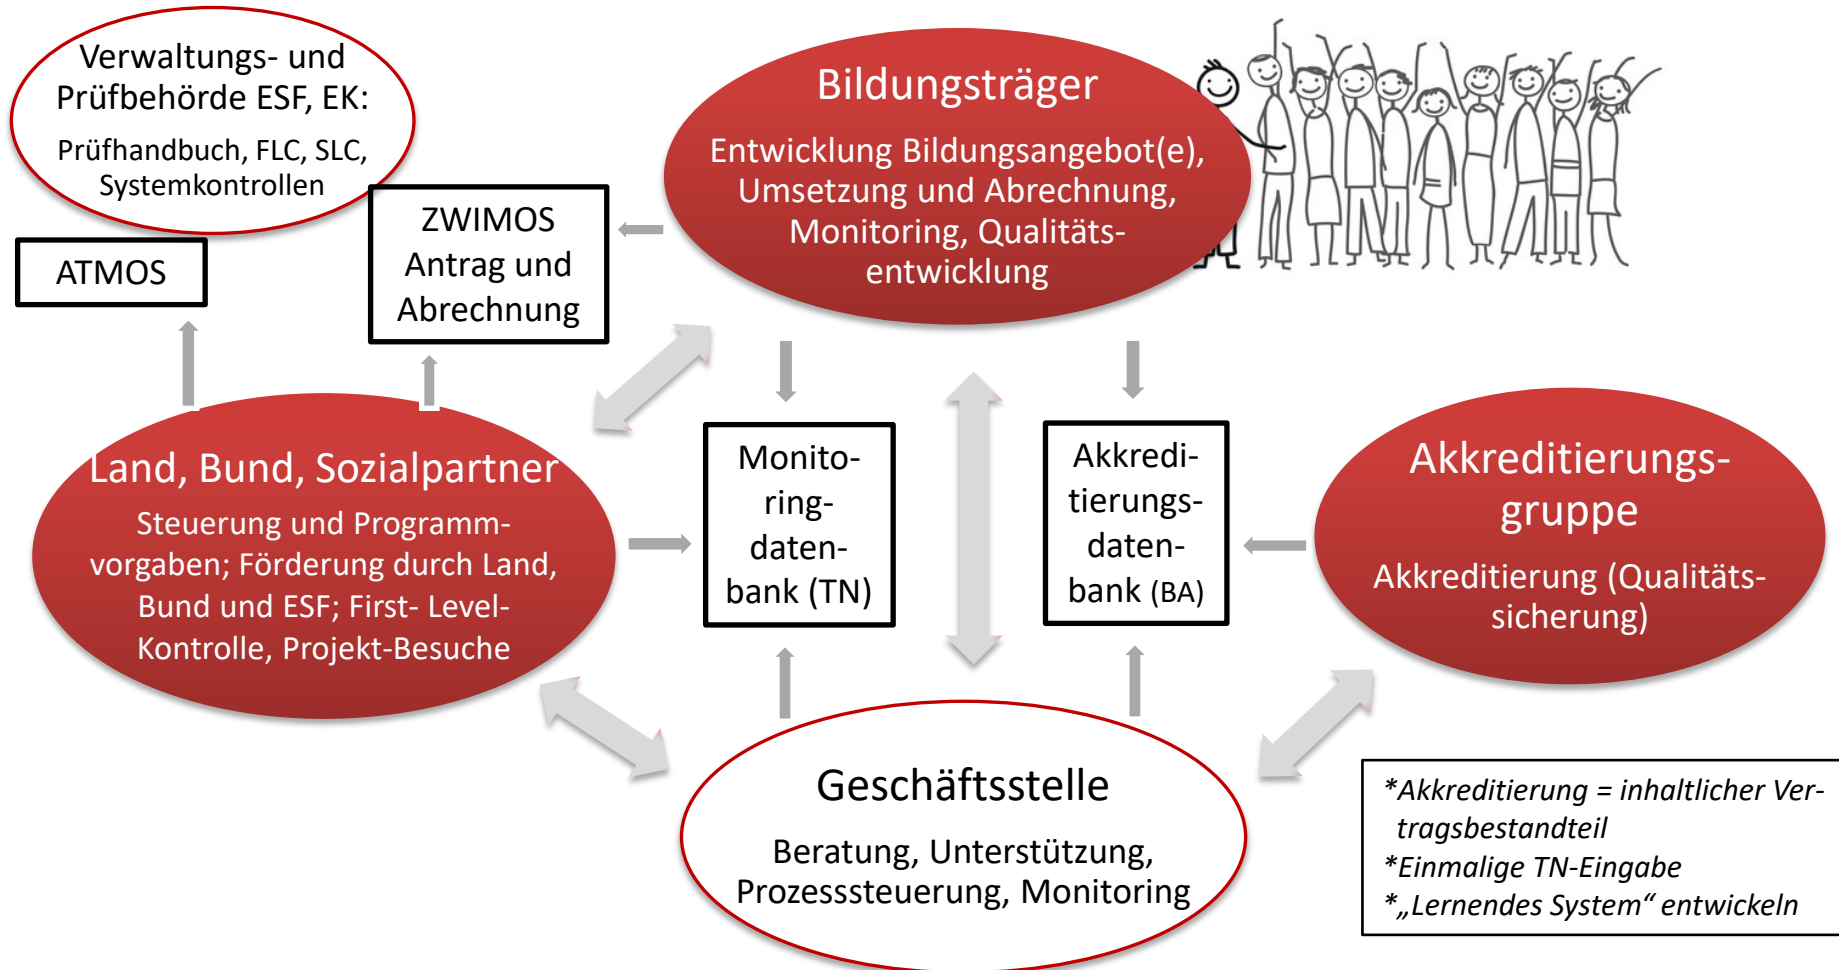 Verwaltungs- und
Prüfbehörde ESF, EK:
Prüfhandbuch, FLC, SLC,
Systemkontrollen
ATMOS
ZWIMOS
Antrag und
Abrechnung
Bildungsträger
Entwicklung Bildungsangebot(e),
Umsetzung und Abrechnung,
Monitoring, Qualitäts-
entwicklung
Land, Bund, Sozialpartner
Steuerung und Programm-
vorgaben; Förderung durch Land,
Bund und ESF; First- Level-
Kontrolle, Projekt-Besuche
Monito-
ring-
daten-
bank (TN)
Akkredi-
tierungs-
daten-
bank (BA)
Akkreditierungs-
gruppe
Akkreditierung (Qualitäts-
sicherung)
Geschäftsstelle
Beratung, Unterstützung,
Prozesssteuerung, Monitoring
*Akkreditierung = inhaltlicher Ver-
tragsbestandteil
*Einmalige TN-Eingabe
*„Lernendes System“ entwickeln